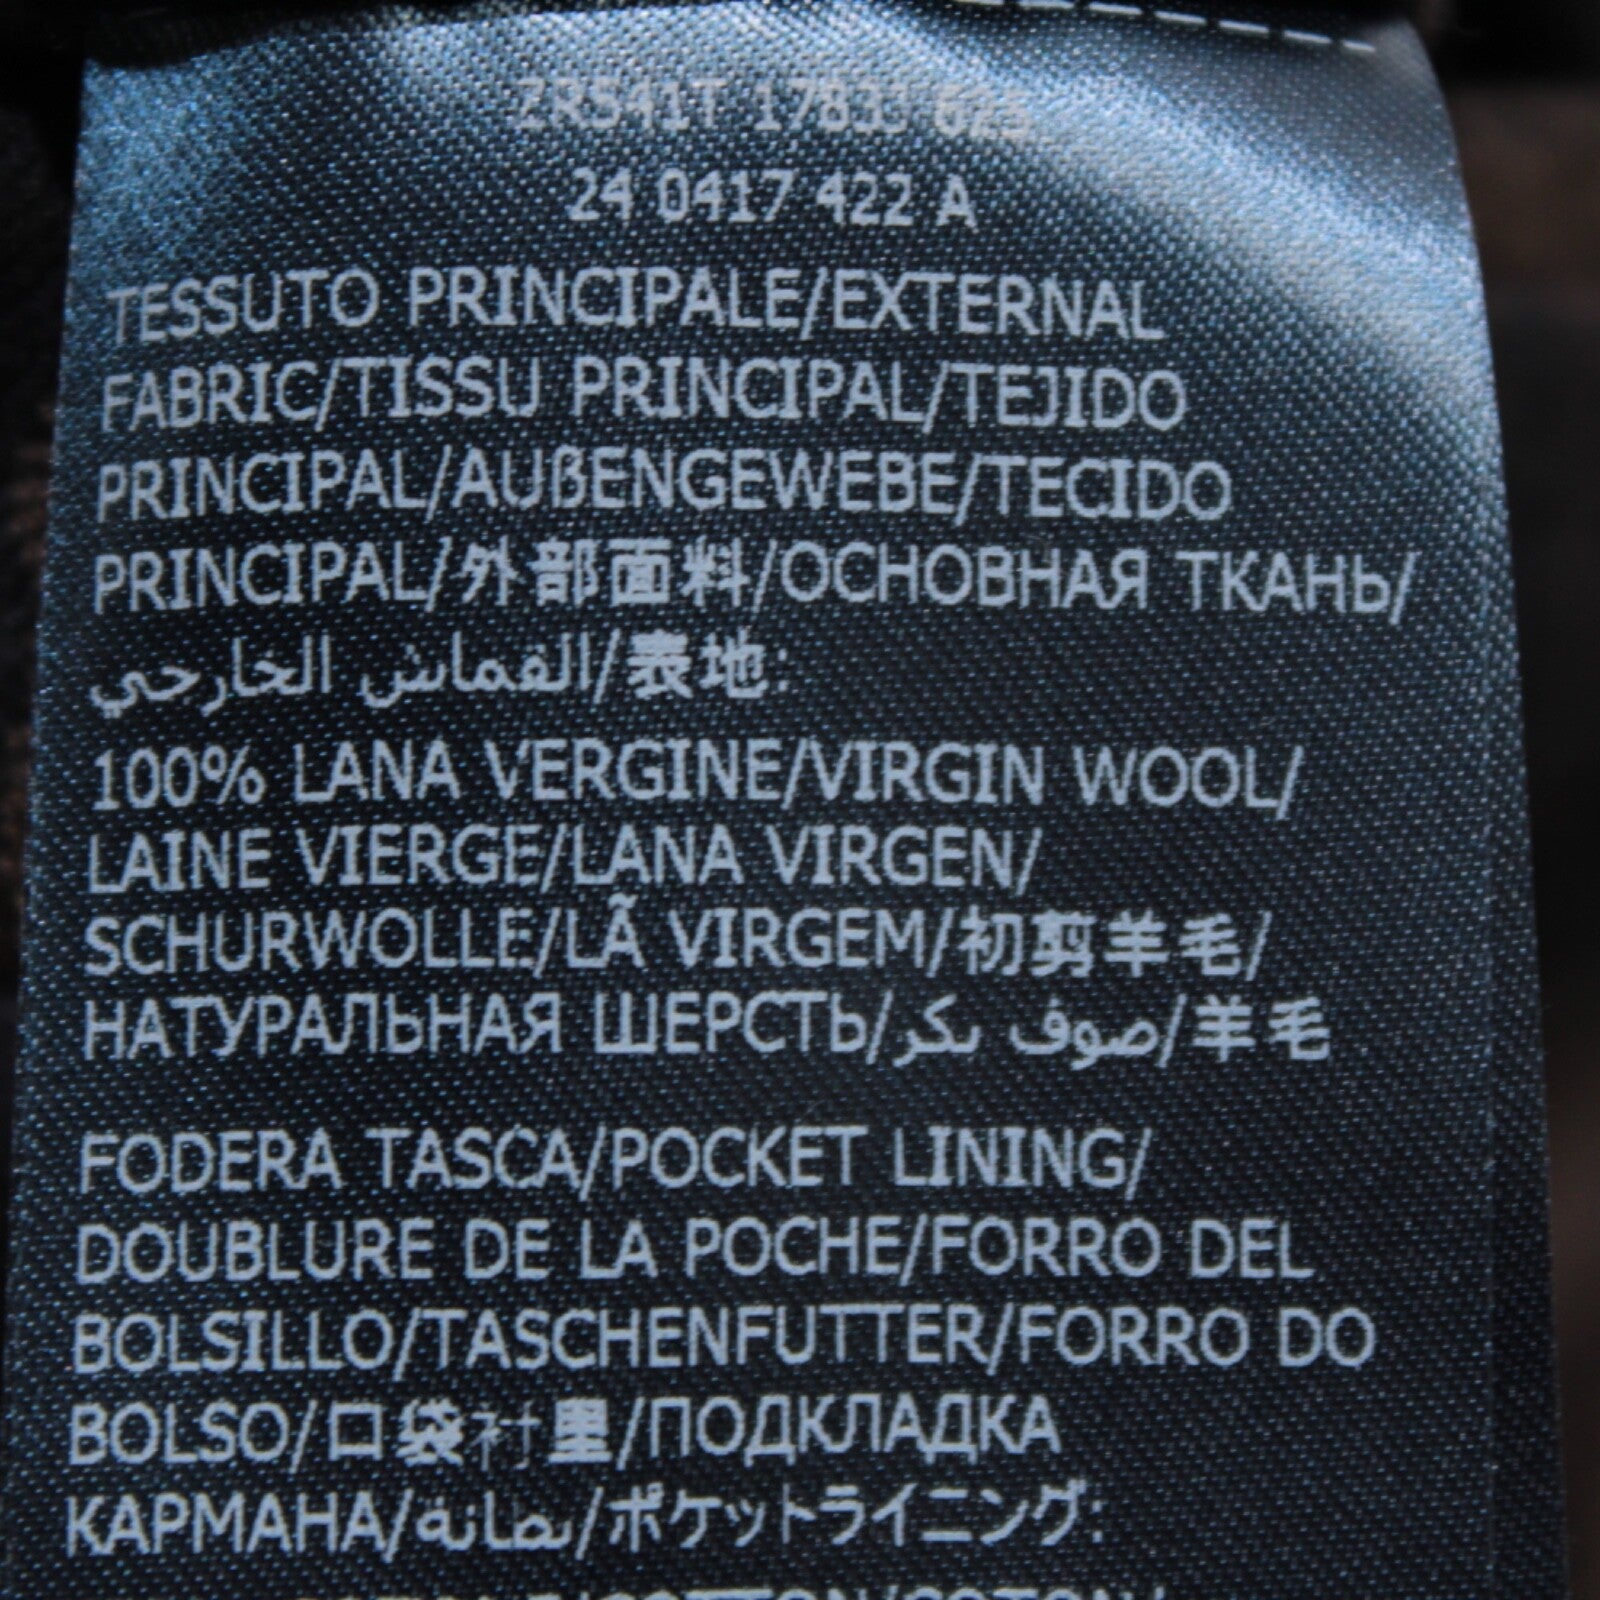 24 0417 422 A
TESSUTO PRINCIPALE/EXTERNAL
FABRIC/TISSU PRINCIPAL/TEJIDO
PRINCIPAL/AUßENGEWEBE/TECIDO
PRINCIPAL/外部面料/ОСНОВНАЯ ТКАНЬ/
القماش الخارجي/表地:
100% LANA VERGINE/VIRGIN WOOL/
LAINE VIERGE/LANA VIRGEN/
SCHURWOLLE/LÃ VIRGEM/初剪羊毛/
НАТУРАЛЬНАЯ ШЕРСТЬ/صوف بكر/羊毛
FODERA TASCA/POCKET LINING/
DOUBLURE DE LA POCHE/FORRO DEL
BOLSILLO/TASCHENFUTTER/FORRO DO
BOLSO/口袋衬里/ПОДКЛАДКА
КАРМАНА/بطانة/ポケットライニング: